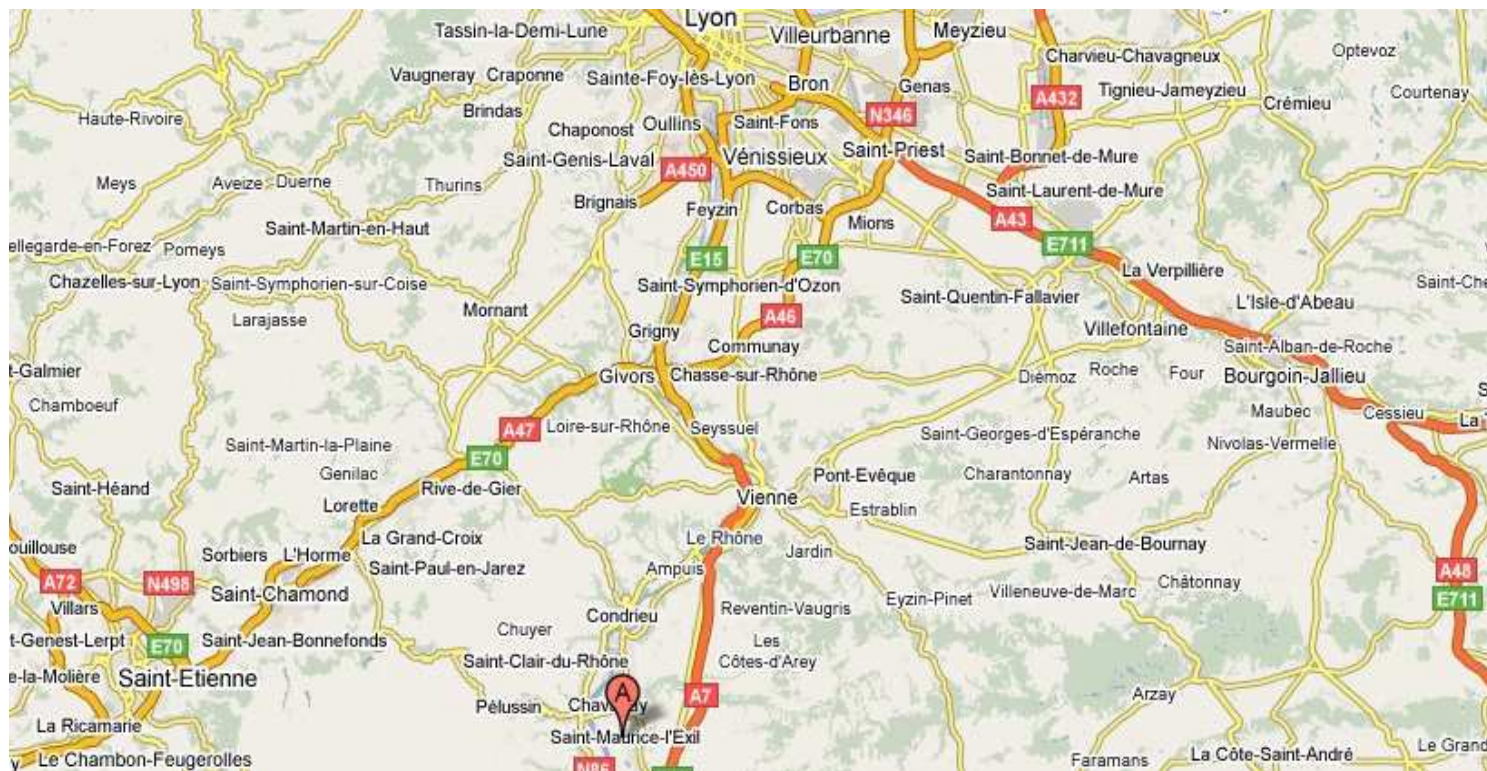 Lyon
Tassin-la-Demi-Lune
Villeurbanne
Meyzieu
Optevoz
Charvieu-Chavagneux
Vaugneray
Craponne
Sainte-Foy-lès-Lyon
Bron
Genas
A432
Tignieu-Jameyzieu
Crémieu
Courtenay
Haute-Rivoire
Brindas
Chaponost
Oullins
Saint-Fons
N346
Saint-Genis-Laval
A450
Vénissieux
Saint-Priest
Saint-Bonnet-de-Mure
Meys
Aveize
Duerne
Thurins
Brignais
Feyzin
Corbas
Mions
Saint-Laurent-de-Mure
A43
Saint-Martin-en-Haut
ellegarde-en-Forez
Pomeys
E15
E70
E711
La Verpillière
Chazelles-sur-Lyon
Saint-Symphorien-sur-Coise
Saint-Symphorien-d'Ozon
Saint-Quentin-Fallavier
L'Isle-d'Abeau
Saint-Che
Larajasse
Mornant
Grigny
A46
Communay
Villefontaine
Saint-Alban-de-Roche
t-Galmier
Givors
Chasse-sur-Rhône
Diémoz
Roche
Four
Bourgoin-Jallieu
Chamboeuf
Maubec
Cessieu
La
A47
Loire-sur-Rhône
Seyssuel
Saint-Georges-d'Espéranche
Nivolas-Vermelle
Saint-Martin-la-Plaine
E70
Genilac
Saint-Héand
Rive-de-Gier
Pont-Evêque
Charantonnay
Artas
Lorette
Vienne
Estrablin
La Grand-Croix
Le Rhône
Jardin
Saint-Jean-de-Bournay
ouillouse
Sorbiers
L'Horme
Saint-Paul-en-Jarez
Ampuis
A72
N498
Saint-Chamond
Villars
Condrieu
Reventin-Vaugris
Eyzin-Pinet
Villeneuve-de-Marc
Châtonnay
A48
E711
t-Genest-Lerpt
E70
Saint-Jean-Bonnefonds
Chuyer
Les
Côtes-d'Arey
e-la-Molière
Saint-Etienne
Saint-Clair-du-Rhône
A
A7
Arzay
Pélussin
La Ricamarie
Saint-Maurice-l'Exil
Le Chambon-Feugerolles
Faramans
La Côte-Saint-André
Le Grand